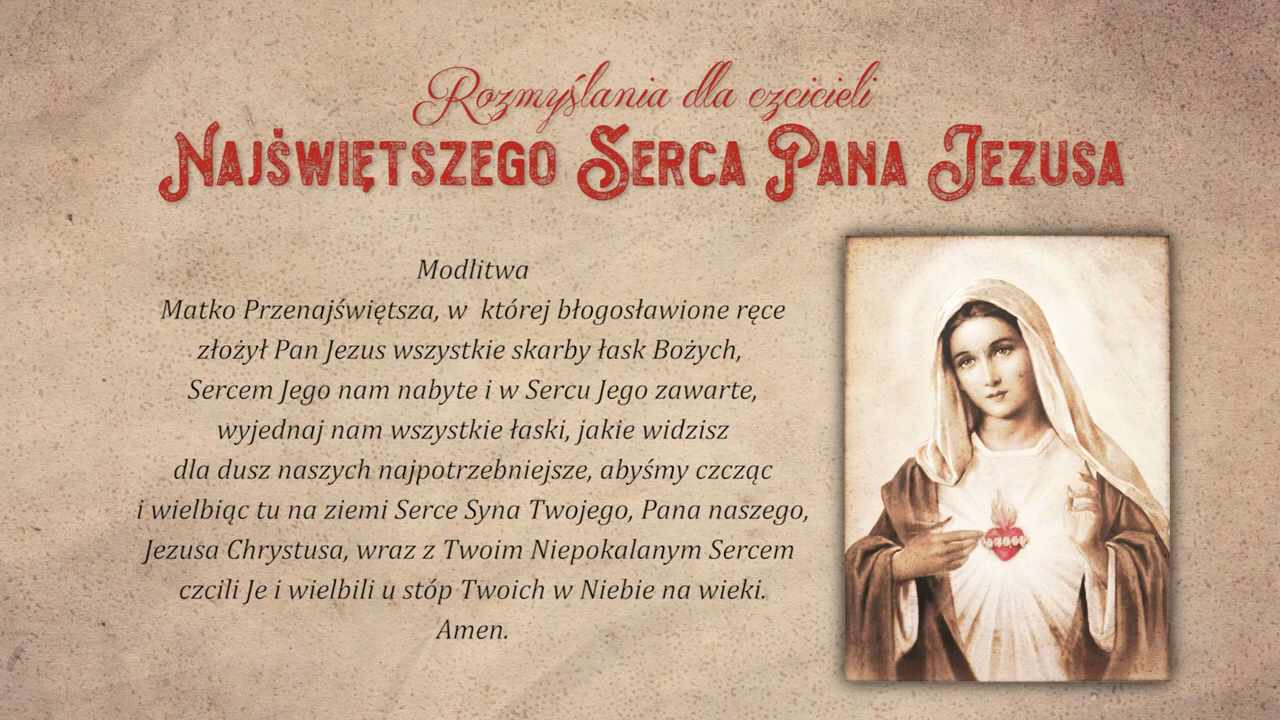 Rozmyślania dla czcicieli
Najświętszego Serca Pana Jezusa
Modlitwa
Matko Przenajświętsza, w  której błogosławione ręce
złożył Pan Jezus wszystkie skarby łask Bożych,
Sercem Jego nam nabyte i w Sercu Jego zawarte,
wyjednaj nam wszystkie łaski, jakie widzisz
dla dusz naszych najpotrzebniejsze, abyśmy czcząc
i wielbiąc tu na ziemi Serce Syna Twojego, Pana naszego,
Jezusa Chrystusa, wraz z Twoim Niepokalanym Sercem
czcili Je i wielbili u stóp Twoich w Niebie na wieki.
Amen.